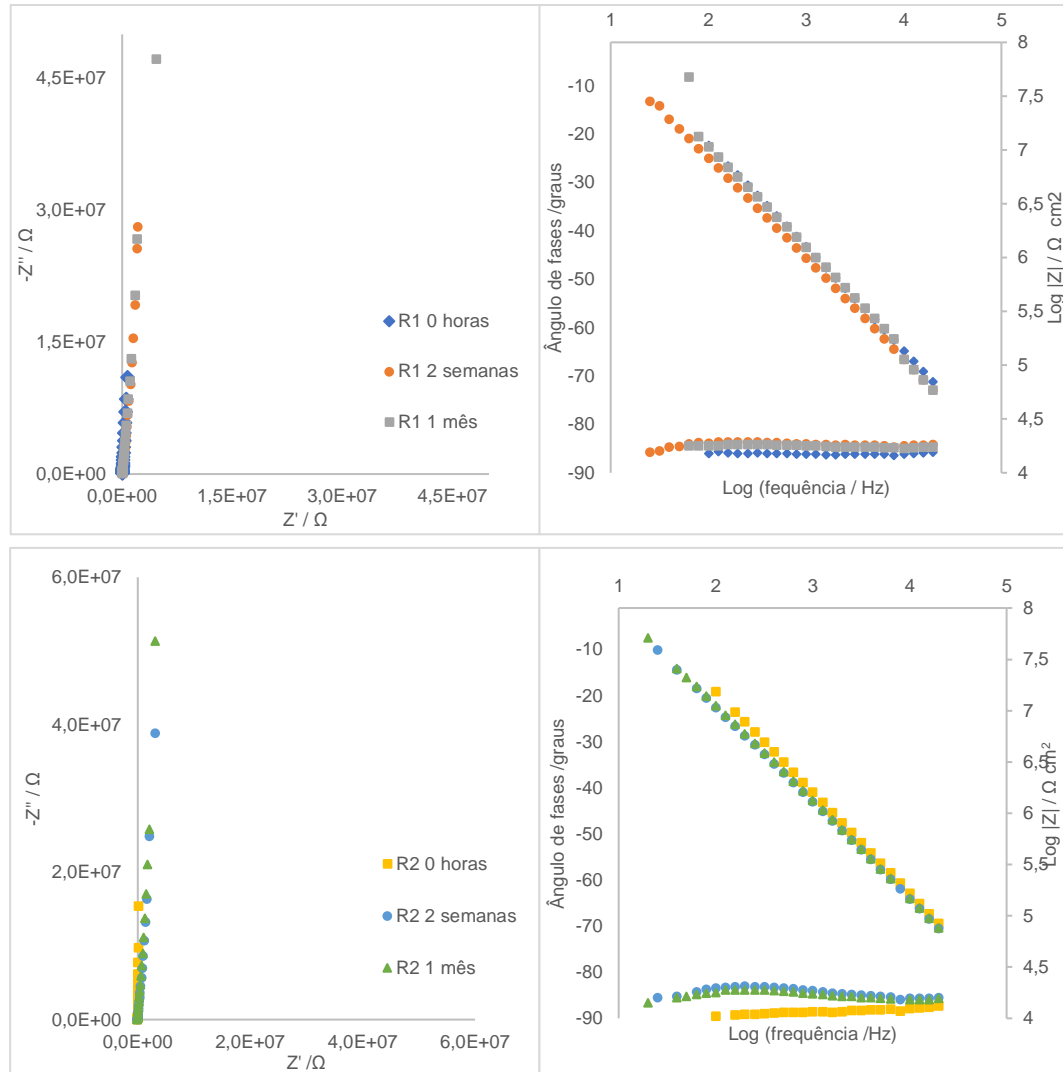 4,5E+07
3,0E+07
1,5E+07
0,0E+00
-Z'' / Ω
0,0E+00 1,5E+07 3,0E+07 4,5E+07
Z' / Ω
R1 0 horas
R1 2 semanas
R1 1 mês
1 2 3 4 5
-10
-20
-30
-40
-50
-60
-70
-80
-90
Ângulo de fases /graus
8
7,5
7
6,5
6
5,5
5
4,5
4
Log |Z| / Ω cm2
Log (fequência / Hz)
6,0E+07
4,0E+07
2,0E+07
0,0E+00
-Z'' / Ω
0,0E+00 2,0E+07 4,0E+07 6,0E+07
Z' / Ω
R2 0 horas
R2 2 semanas
R2 1 mês
1 2 3 4 5
-10
-20
-30
-40
-50
-60
-70
-80
-90
Ângulo de fases /graus
8
7,5
7
6,5
6
5,5
5
4,5
4
Log |Z| / Ω cm²
Log (frequência /Hz)